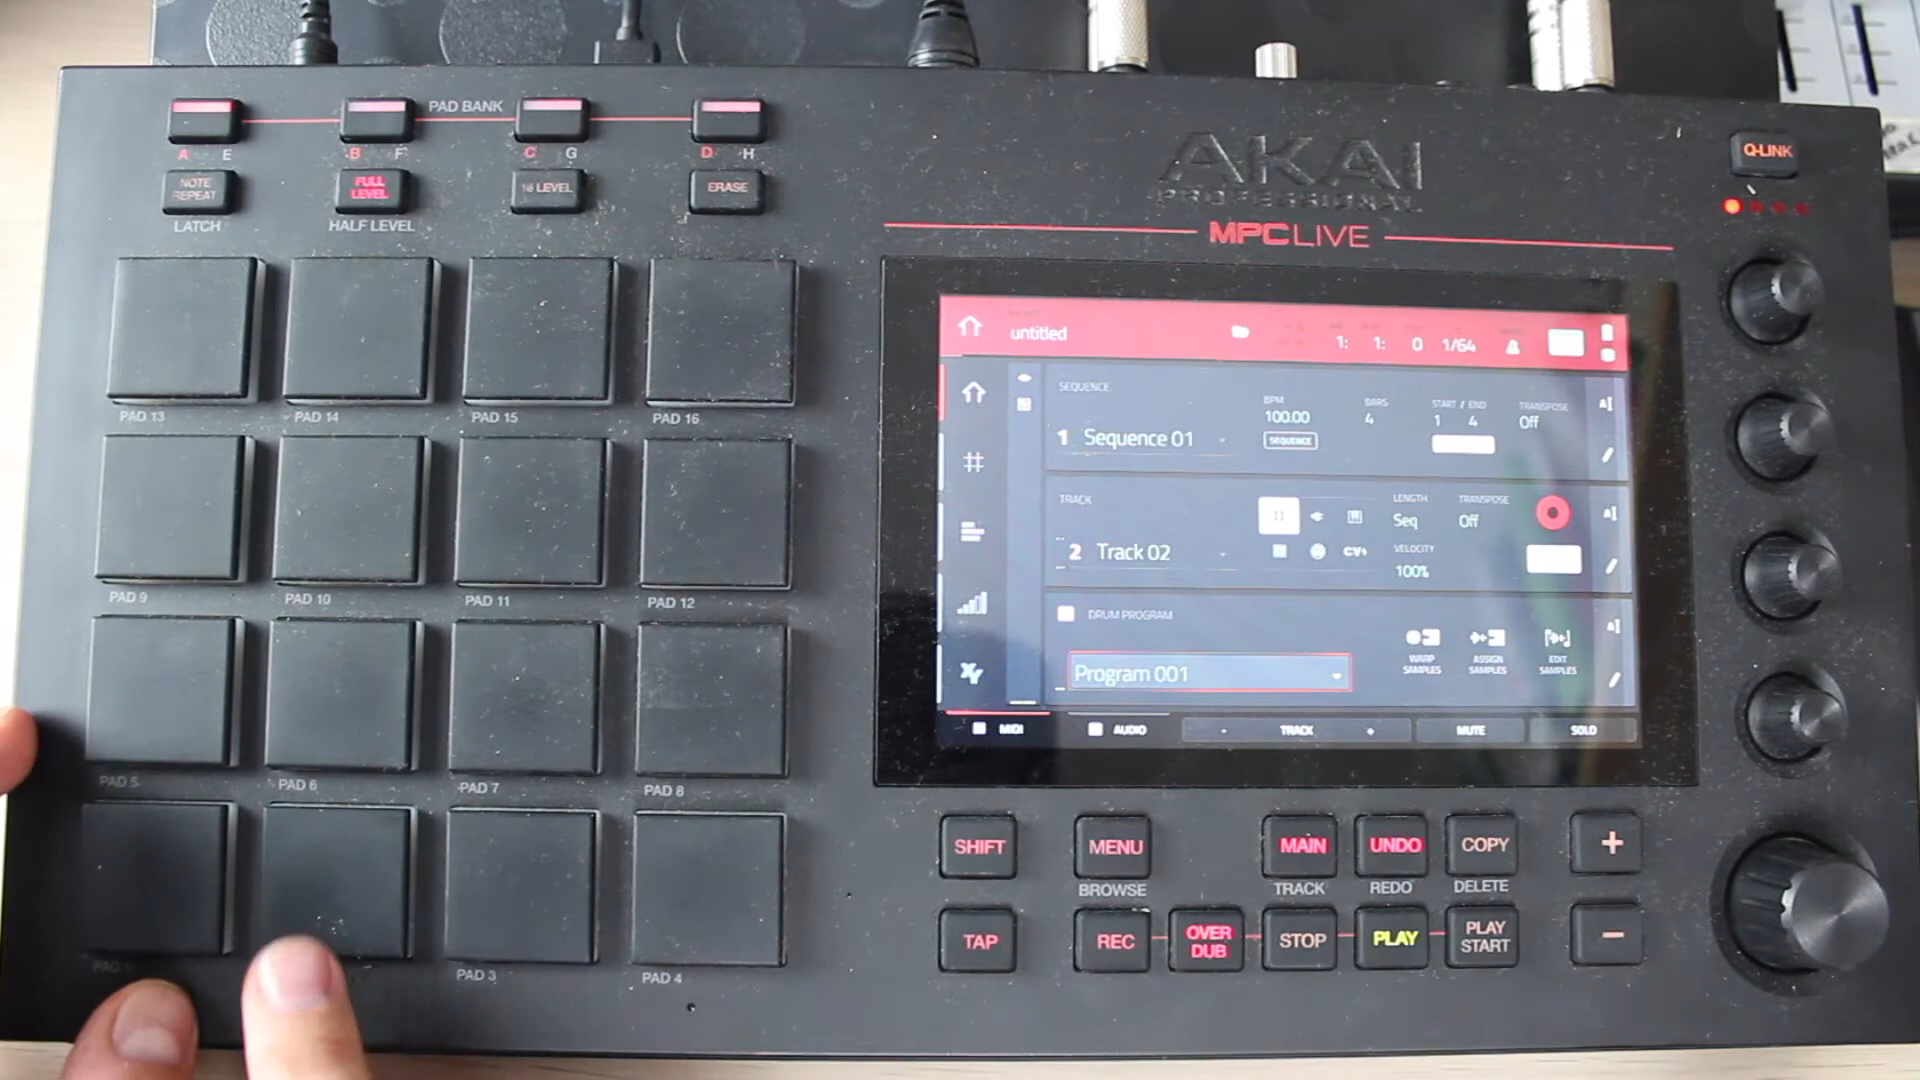 PAD BANK
A E
B F
C G
D H
NOTE REPEAT
FULL LEVEL
16 LEVEL
ERASE
LATCH
HALF LEVEL
AKAI
PROFESSIONAL
MPC LIVE
Q-LINK
untitled
1: 1: 0 1/64
SEQUENCE
1 Sequence 01
BPM
100.00
SEQUENCE
BARS
4
START / END
1 4
TRANSPOSE
Off
TRACK
2 Track 02
CV
LENGTH
Seq
TRANSPOSE
Off
VELOCITY
100%
DRUM PROGRAM
Program 001
WARP SAMPLES
ASSIGN SAMPLES
EDIT SAMPLES
XY
MIDI
AUDIO
- TRACK +
MUTE
SOLO
PAD 13
PAD 14
PAD 15
PAD 16
PAD 9
PAD 10
PAD 11
PAD 12
PAD 5
PAD 6
PAD 7
PAD 8
PAD 3
PAD 4
SHIFT
MENU
MAIN
UNDO
COPY
+
BROWSE
TRACK
REDO
DELETE
TAP
REC
OVER DUB
STOP
PLAY
PLAY START
-